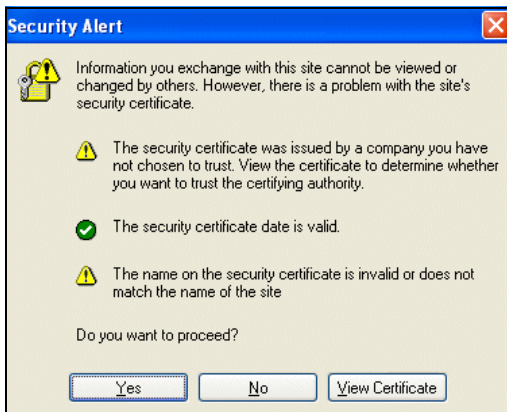 Security Alert
Information you exchange with this site cannot be viewed or
changed by others. However, there is a problem with the site's
security certificate.
The security certificate was issued by a company you have
not chosen to trust. View the certificate to determine whether
you want to trust the certifying authority.
The security certificate date is valid.
The name on the security certificate is invalid or does not
match the name of the site
Do you want to proceed?
Yes No View Certificate